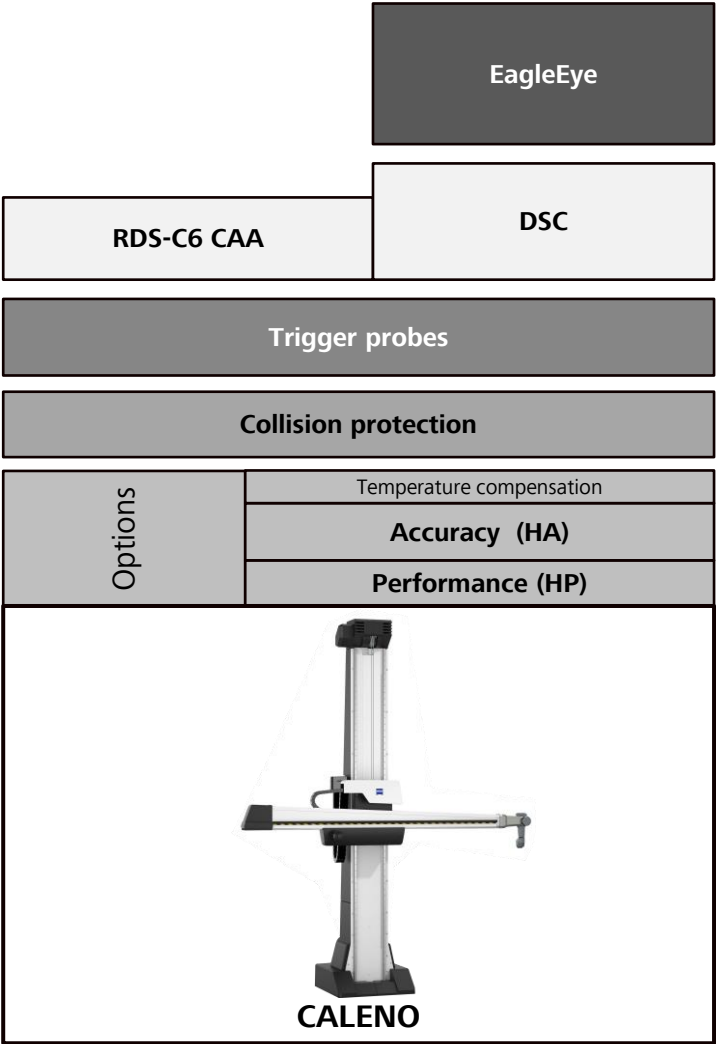 EagleEye
RDS-C6 CAA
DSC
Trigger probes
Collision protection
Options
Temperature compensation
Accuracy (HA)
Performance (HP)
CALENO